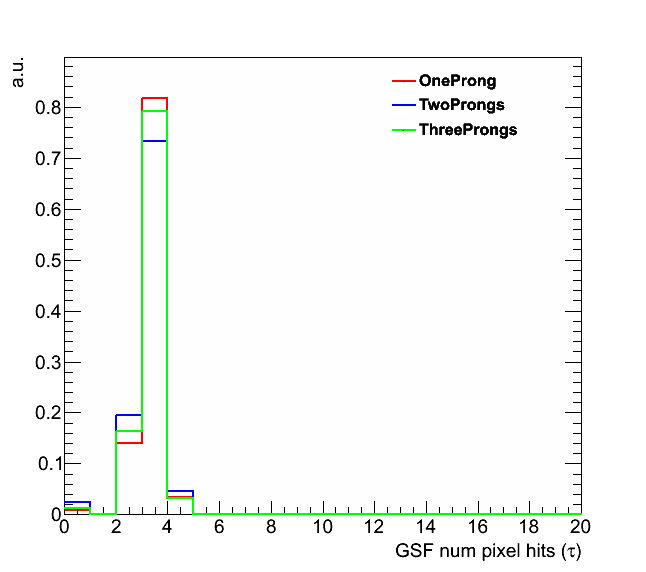 a.u.
OneProng
TwoProngs
ThreeProngs
0.8
0.7
0.6
0.5
0.4
0.3
0.2
0.1
0
0 2 4 6 8 10 12 14 16 18 20
GSF num pixel hits (τ)